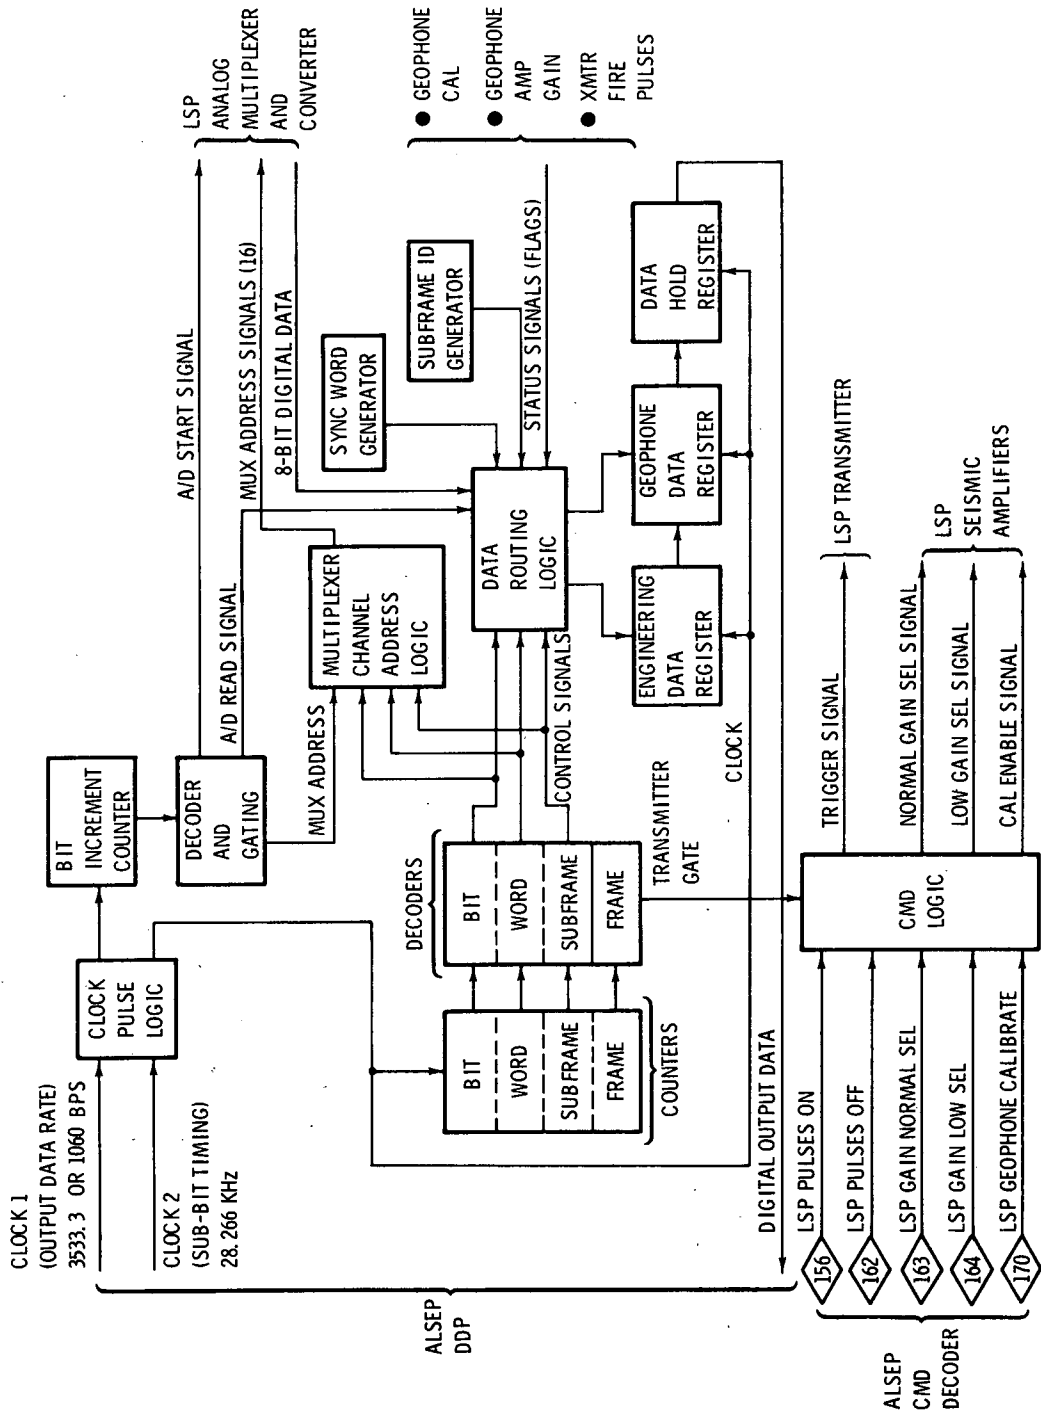 CLOCK 1
(OUTPUT DATA RATE)
3533.3 OR 1060 BPS
CLOCK 2
(SUB-BIT TIMING)
28.266 KHz
ALSEP
DDP
CLOCK
PULSE
LOGIC
BIT
INCREMENT
COUNTER
DECODER
AND
GATING
A/D START SIGNAL
A/D READ SIGNAL
MUX ADDRESS
MUX ADDRESS SIGNALS (16)
8-BIT DIGITAL DATA
LSP
ANALOG
MULTIPLEXER
AND
CONVERTER
MULTIPLEXER
CHANNEL
ADDRESS
LOGIC
SYNC WORD
GENERATOR
SUBFRAME ID
GENERATOR
STATUS SIGNALS (FLAGS)
● GEOPHONE
CAL
● GEOPHONE
AMP
GAIN
● XMTR
FIRE
PULSES
COUNTERS
BIT
WORD
SUBFRAME
FRAME
DECODERS
BIT
WORD
SUBFRAME
FRAME
CONTROL SIGNALS
DATA
ROUTING
LOGIC
ENGINEERING
DATA
REGISTER
GEOPHONE
DATA
REGISTER
DATA
HOLD
REGISTER
TRANSMITTER
GATE
CLOCK
DIGITAL OUTPUT DATA
ALSEP
CMD
DECODER
156 LSP PULSES ON
162 LSP PULSES OFF
163 LSP GAIN NORMAL SEL
164 LSP GAIN LOW SEL
170 LSP GEOPHONE CALIBRATE
CMD
LOGIC
TRIGGER SIGNAL
LSP TRANSMITTER
NORMAL GAIN SEL SIGNAL
LOW GAIN SEL SIGNAL
CAL ENABLE SIGNAL
LSP
SEISMIC
AMPLIFIERS